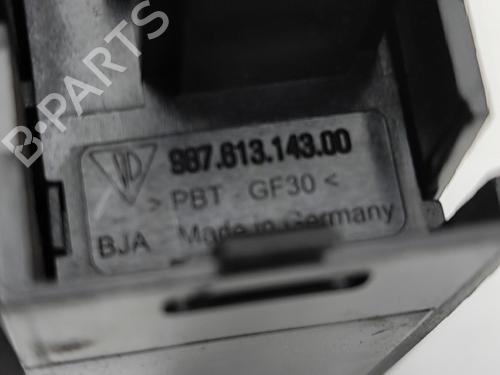 B·PARTS
987.613.143.00
> PBT GF30 <
BJA Made in Germany